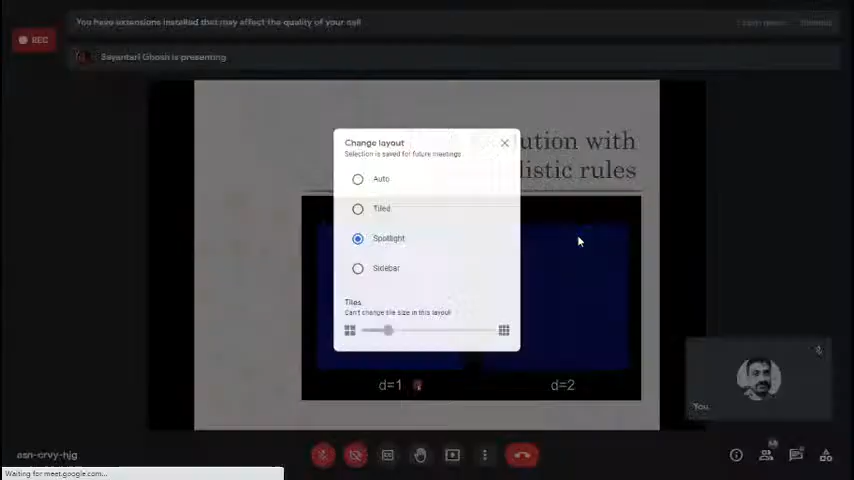 You have extensions installed that may affect the quality of your call
REC
Sayantari Ghosh is presenting
ution with
listic rules
Change layout
Selection is saved for future meetings
Auto
Tiled
Spotlight
Sidebar
Tiles
Can't change tile size in this layout
d=1
d=2
You
asn-crvy-hjg
Waiting for meet.google.com...